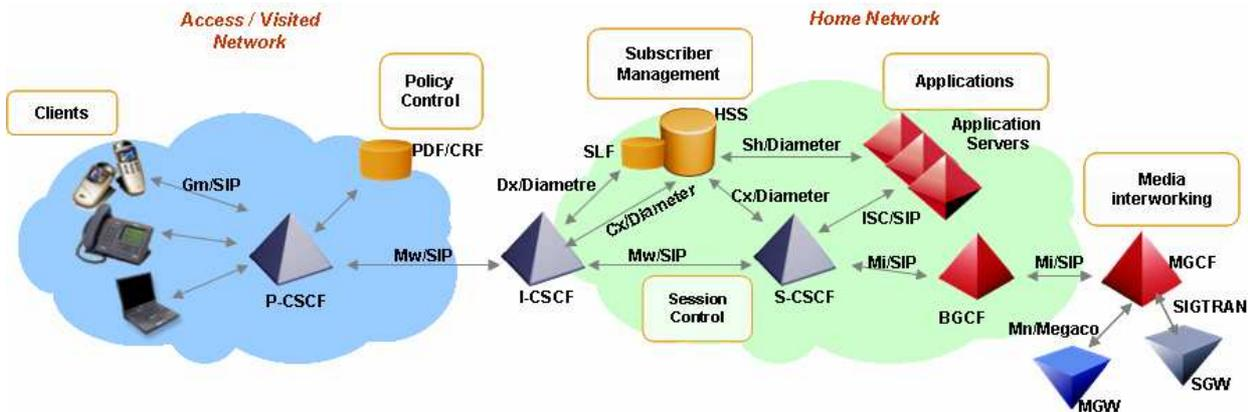 Access / Visited
Network
Home Network
Clients
Policy
Control
Subscriber
Management
Applications
HSS
Application
Servers
PDF/CRF
SLF
Sh/Diameter
Gm/SIP
Dx/Diametre
Cx/Diameter
Cx/Diameter
ISC/SIP
Media
interworking
Mw/SIP
Mw/SIP
Mi/SIP
Mi/SIP
MGCF
P-CSCF
I-CSCF
Session
Control
S-CSCF
BGCF
SIGTRAN
Mn/Megaco
SGW
MGW